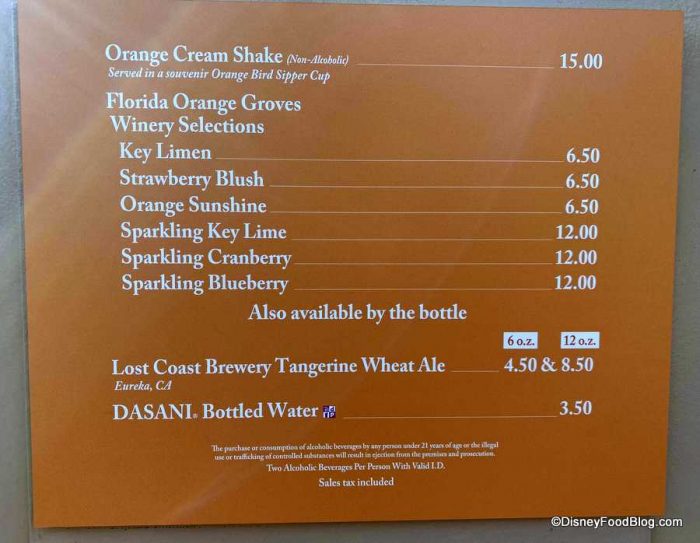 Orange Cream Shake (Non-Alcoholic) 15.00
Served in a souvenir Orange Bird Sipper Cup
Florida Orange Groves
Winery Selections
Key Limen 6.50
Strawberry Blush 6.50
Orange Sunshine 6.50
Sparkling Key Lime 12.00
Sparkling Cranberry 12.00
Sparkling Blueberry 12.00
Also available by the bottle
6 o.z. 12 o.z.
Lost Coast Brewery Tangerine Wheat Ale 4.50 & 8.50
Eureka, CA
DASANI® Bottled Water 3.50
The purchase or consumption of alcoholic beverages by any person under 21 years of age or the illegal
use or trafficking of controlled substances will result in ejection from the premises and prosecution.
Two Alcoholic Beverages Per Person With Valid I.D.
Sales tax included
©DisneyFoodBlog.com